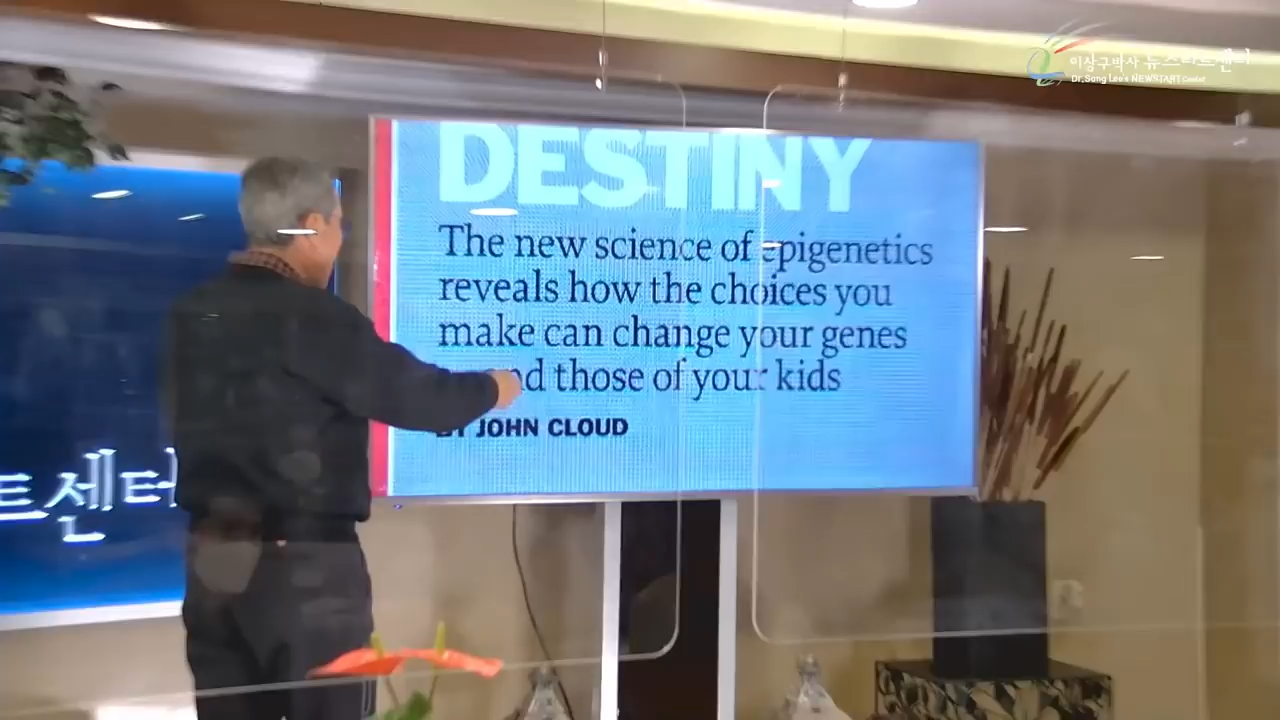 이상구박사 뉴스타트센터
Dr. Sang Lee's NEWSTART Center
DESTINY
The new science of epigenetics
reveals how the choices you
make can change your genes
those of your kids
BY JOHN CLOUD
트센터